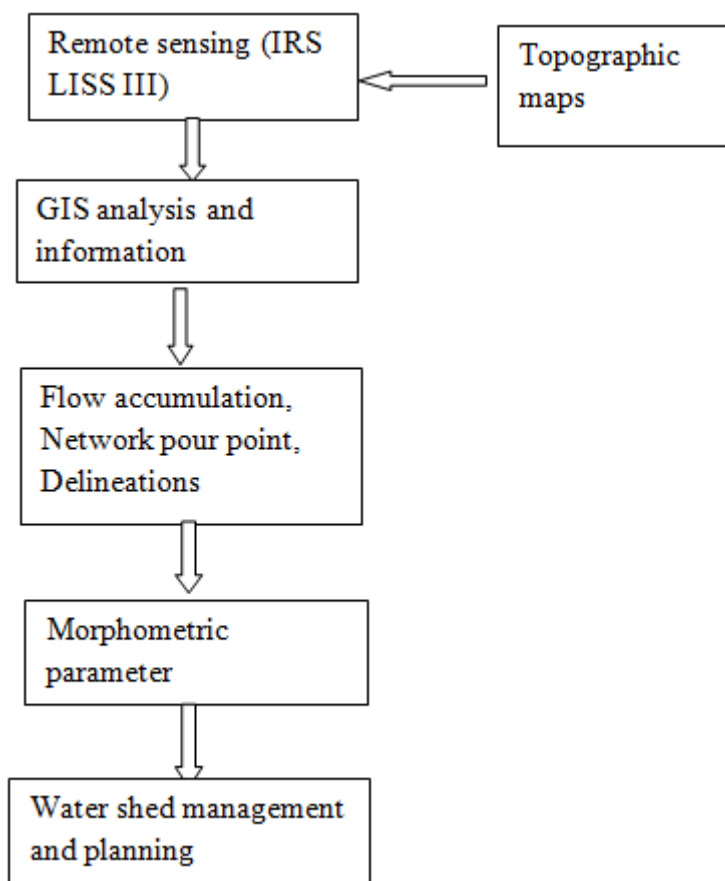 Remote sensing (IRS
LISS III)
Topographic
maps
GIS analysis and
information
Flow accumulation,
Network pour point,
Delineations
Morphometric
parameter
Water shed management
and planning